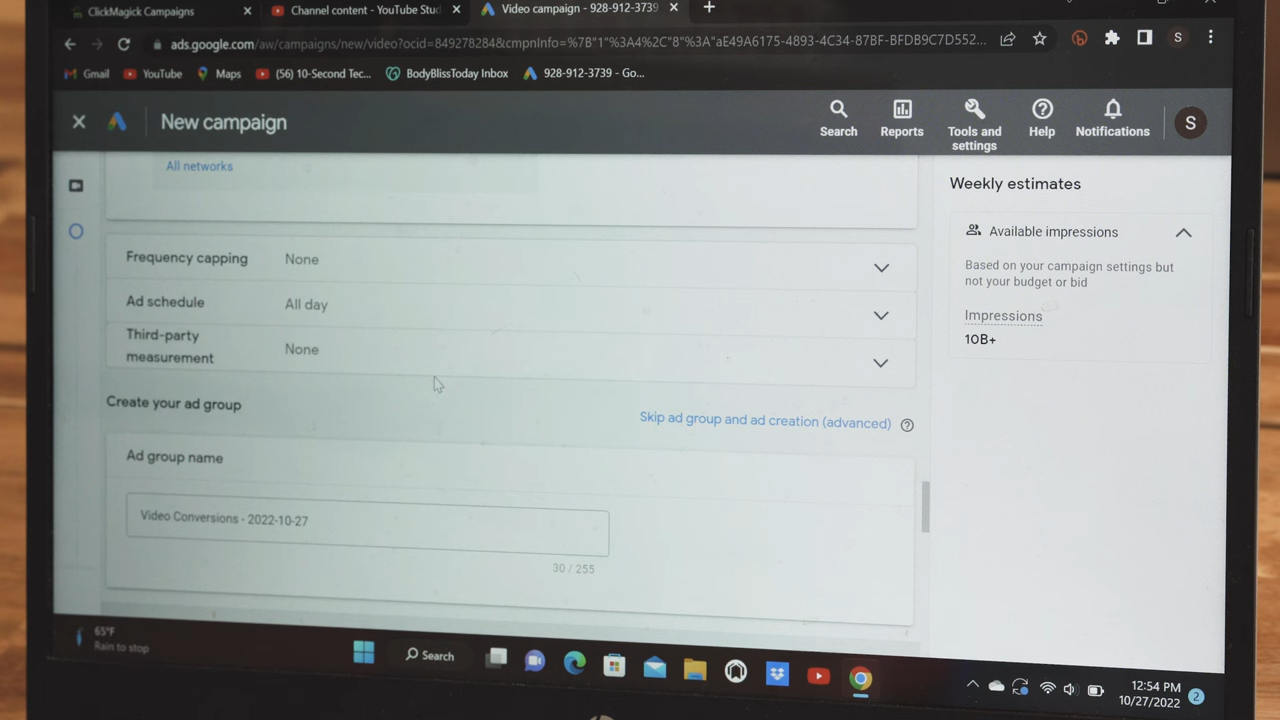 ClickMagick Campaigns
Channel content - YouTube Stud
Video campaign - 928-912-3739
ads.google.com/aw/campaigns/new/video?ocid=849278284&cmpnInfo=%7B"1"%3A4%2C"8"%3A"aE49A6175-4893-4C34-87BF-BFDB9C7D552...
S
Gmail
YouTube
Maps
(56) 10-Second Tec...
BodyBlissToday Inbox
928-912-3739 - Go...
New campaign
Search
Reports
Tools and
settings
Help
Notifications
S
All networks
Weekly estimates
Available impressions
Based on your campaign settings but
not your budget or bid
Impressions
10B+
Frequency capping None
Ad schedule All day
Third-party
measurement
None
Create your ad group
Skip ad group and ad creation (advanced)
Ad group name
Video Conversions - 2022-10-27
30 / 255
65°F
Rain to stop
Search
12:54 PM
10/27/2022
2
hp